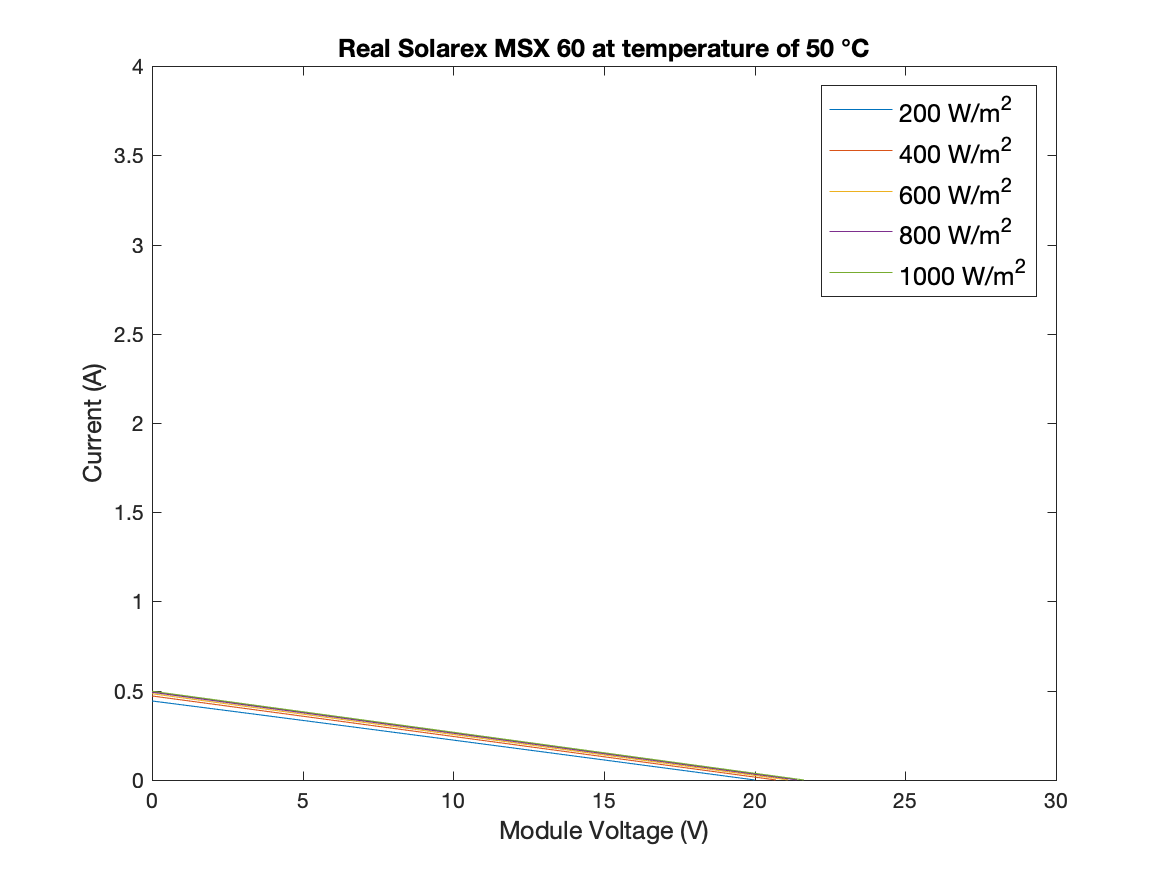 Real Solarex MSX 60 at temperature of 50 °C
4
3.5
3
2.5
2
1.5
1
0.5
0
Current (A)
200 W/m²
400 W/m²
600 W/m²
800 W/m²
1000 W/m²
0 5 10 15 20 25 30
Module Voltage (V)